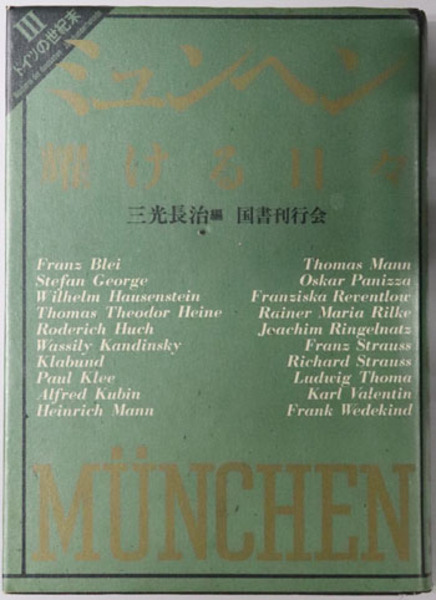 III
ドイツの世紀末
ミュンヘン
耀ける日々
三光長治編 国書刊行会
Franz Blei
Stefan George
Wilhelm Hausenstein
Thomas Theodor Heine
Roderich Huch
Wassily Kandinsky
Klabund
Paul Klee
Alfred Kubin
Heinrich Mann
Thomas Mann
Oskar Panizza
Franziska Reventlow
Rainer Maria Rilke
Joachim Ringelnatz
Franz Strauss
Richard Strauss
Ludwig Thoma
Karl Valentin
Frank Wedekind
MÜNCHEN